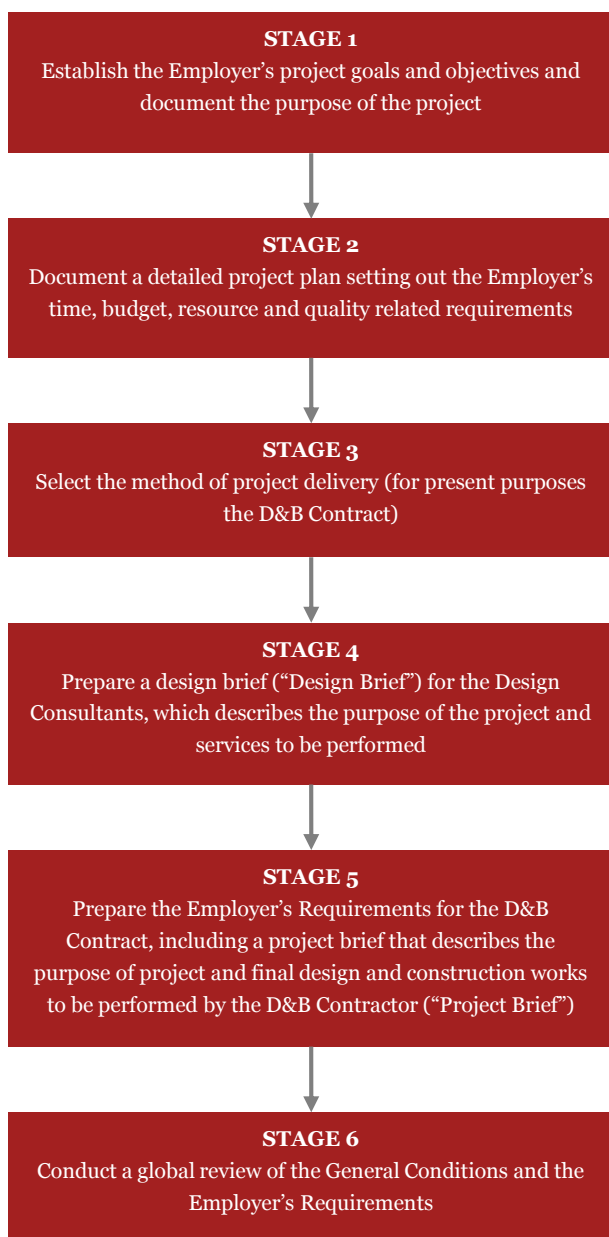 STAGE 1
Establish the Employer’s project goals and objectives and
document the purpose of the project
STAGE 2
Document a detailed project plan setting out the Employer’s
time, budget, resource and quality related requirements
STAGE 3
Select the method of project delivery (for present purposes
the D&B Contract)
STAGE 4
Prepare a design brief (“Design Brief”) for the Design
Consultants, which describes the purpose of the project and
services to be performed
STAGE 5
Prepare the Employer’s Requirements for the D&B
Contract, including a project brief that describes the
purpose of project and final design and construction works
to be performed by the D&B Contractor (“Project Brief”)
STAGE 6
Conduct a global review of the General Conditions and the
Employer’s Requirements